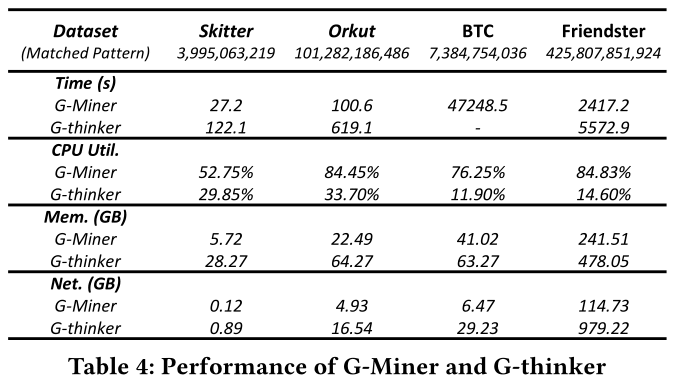 Dataset Skitter Orkut BTC Friendster
(Matched Pattern) 3,995,063,219 101,282,186,486 7,384,754,036 425,807,851,924
Time (s)
G-Miner 27.2 100.6 47248.5 2417.2
G-thinker 122.1 619.1 - 5572.9
CPU Util.
G-Miner 52.75% 84.45% 76.25% 84.83%
G-thinker 29.85% 33.70% 11.90% 14.60%
Mem. (GB)
G-Miner 5.72 22.49 41.02 241.51
G-thinker 28.27 64.27 63.27 478.05
Net. (GB)
G-Miner 0.12 4.93 6.47 114.73
G-thinker 0.89 16.54 29.23 979.22
Table 4: Performance of G-Miner and G-thinker